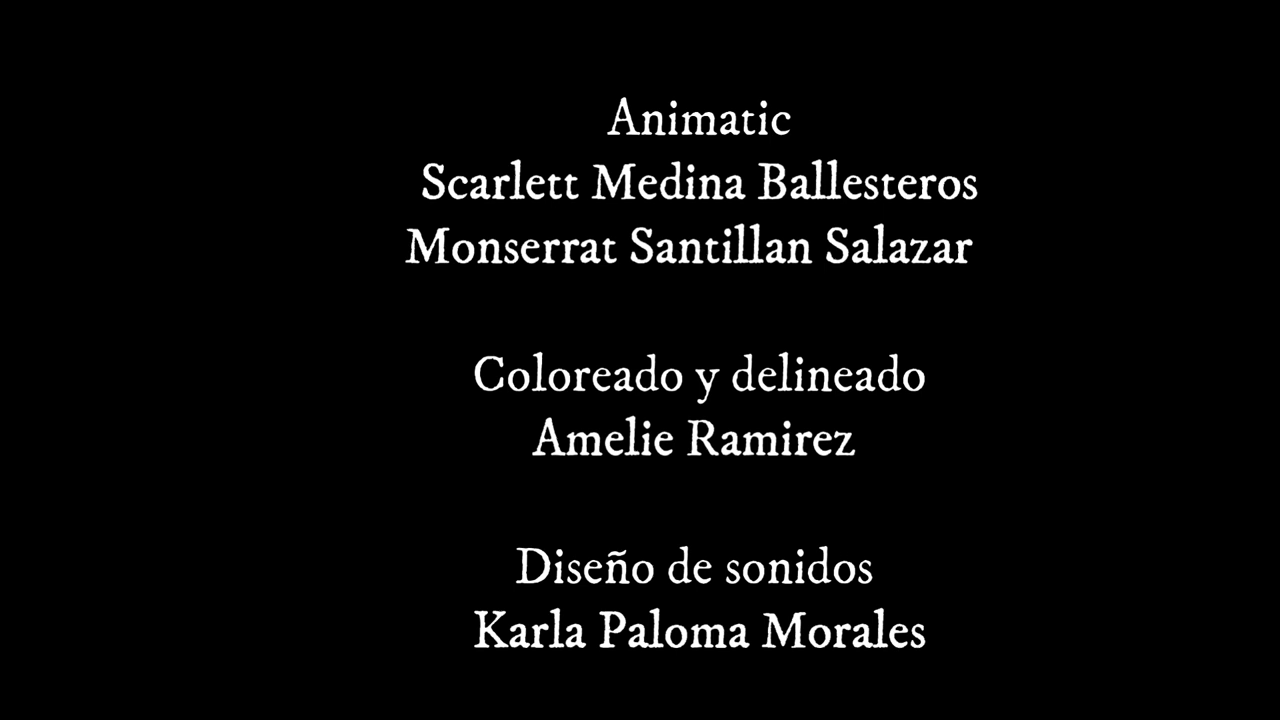 Animatic
Scarlett Medina Ballesteros
Monserrat Santillan Salazar
Coloreado y delineado
Amelie Ramirez
Diseño de sonidos
Karla Paloma Morales